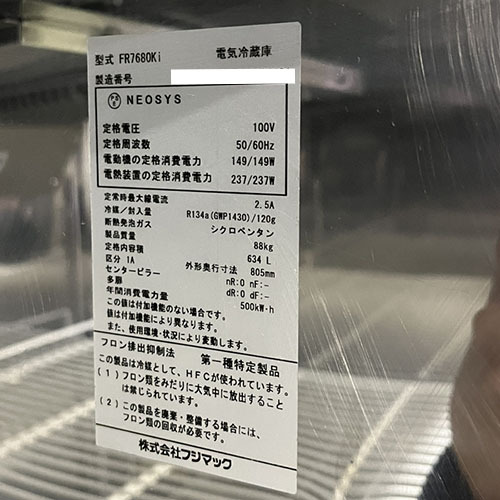 型式 FR7680Ki 電気冷蔵庫
製造番号
NEOSYS
定格電圧 100V
定格周波数 50/60Hz
電動機の定格消費電力 149/149W
電熱装置の定格消費電力 237/237W
定常時最大線電流 2.5A
冷媒/封入量 R134a(GWP1430)/120g
断熱発泡ガス シクロペンタン
製品質量 88kg
定格内容積 634 L
区分 1A 外形奥行寸法 805mm
センターピラー nR:0 nF:-
多扉 dR:0 dF:-
年間消費電力量 500kW·h
この値は付加機能のない場合です。
値は付加機能により異なります。
また、使用環境・状況により変動します。
フロン排出抑制法 第一種特定製品
この製品は冷媒として、HFCが使われています。
(1)フロン類をみだりに大気中に放出すること
は禁じられています。
(2)この製品を廃棄・整備する場合には、
フロン類の回収が必要です。
株式会社フジマック